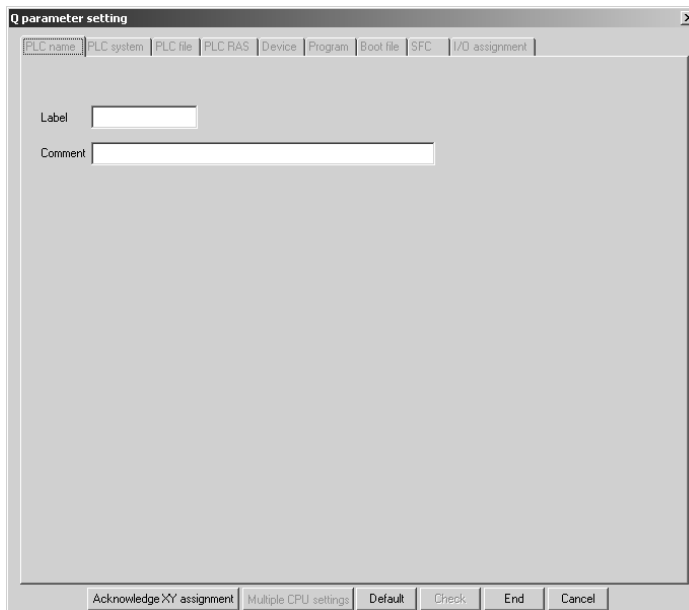 Q parameter setting
PLC name PLC system PLC file PLC RAS Device Program Boot file SFC I/O assignment
Label
Comment
Acknowledge XY assignment Multiple CPU settings Default Check End Cancel